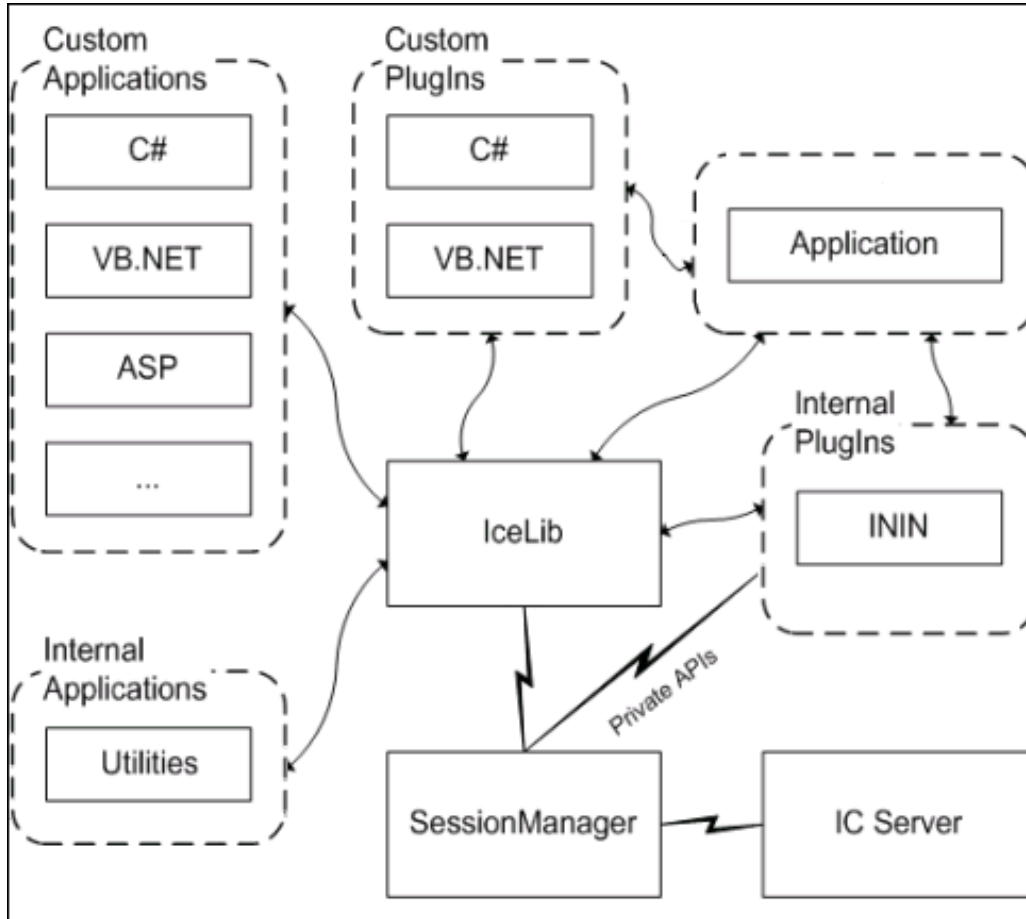 Custom
Applications
C#
VB.NET
ASP
...
Custom
PlugIns
C#
VB.NET
Application
Internal
PlugIns
ININ
IceLib
Internal
Applications
Utilities
Private APIs
SessionManager
IC Server